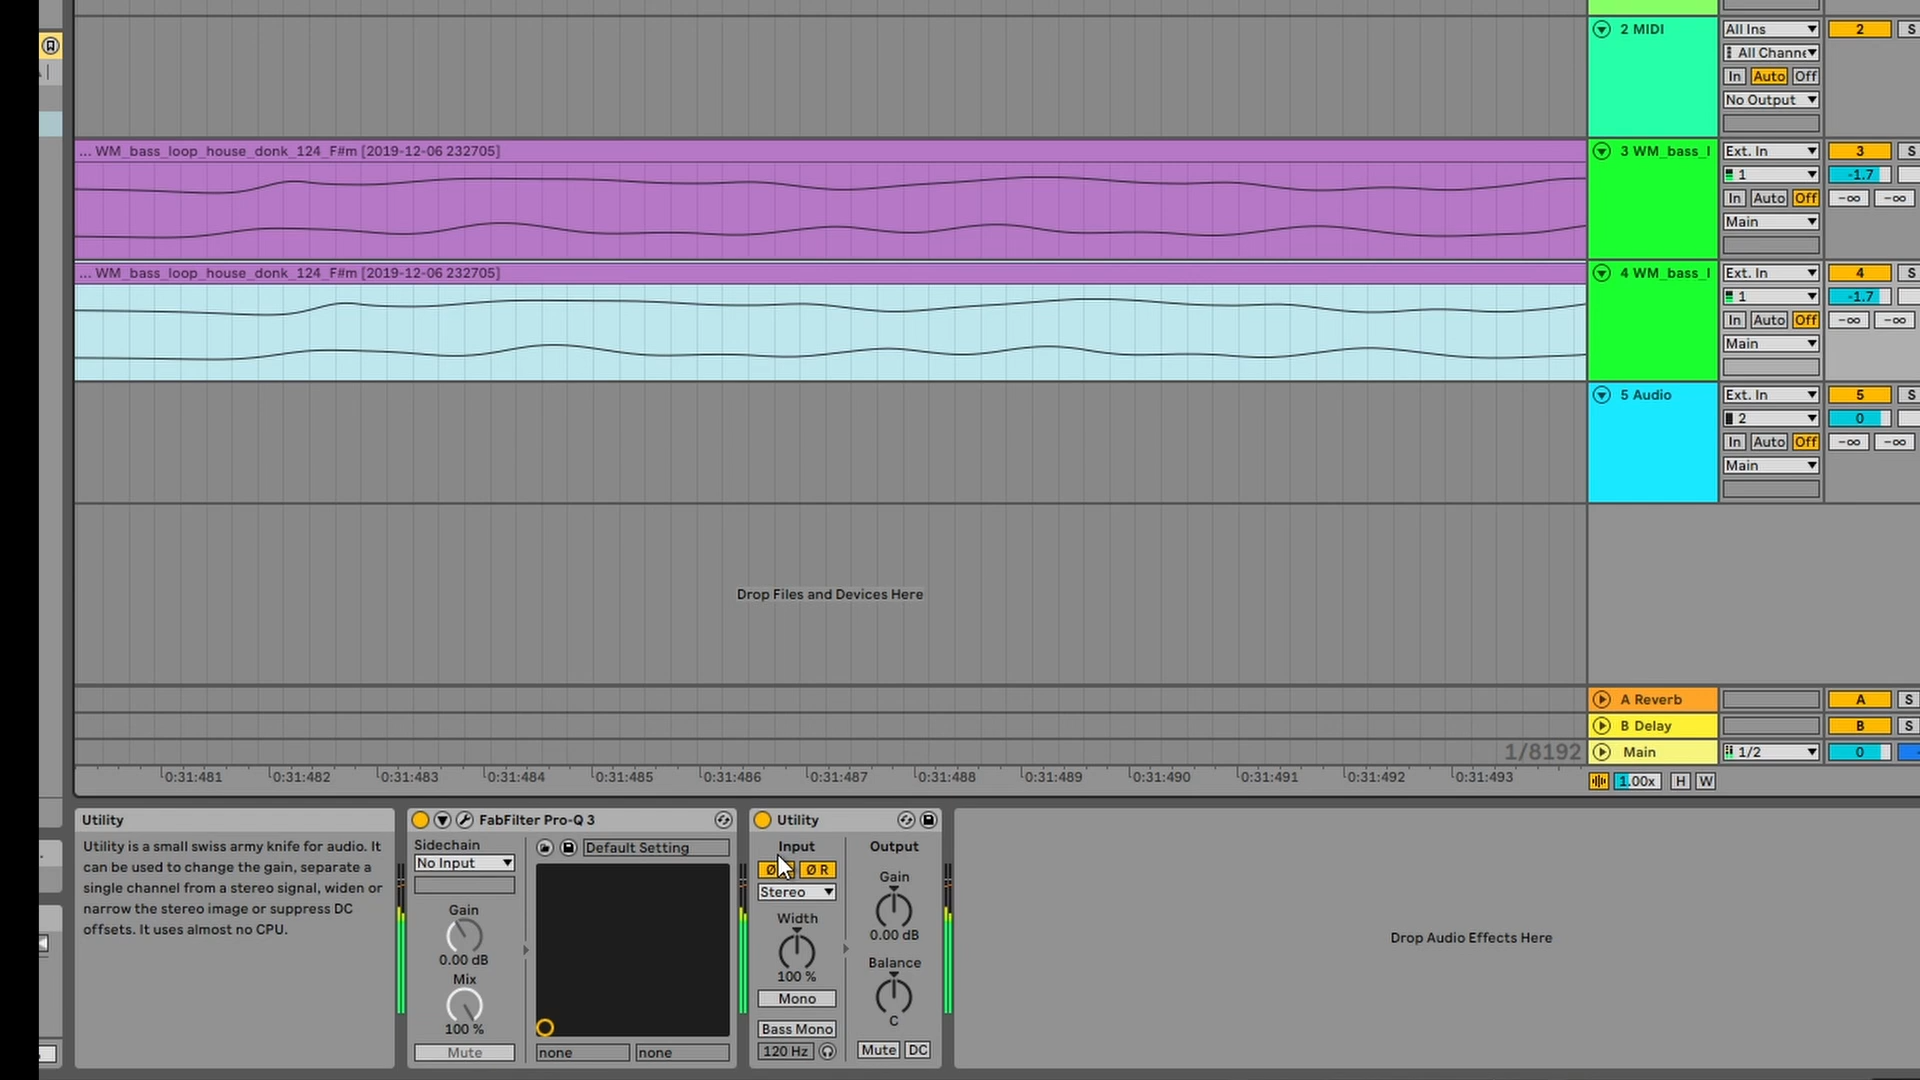 2 MIDI
All Ins
2
S
All Channe
In Auto Off
No Output
... WM_bass_loop_house_donk_124_F#m [2019-12-06 232705]
3 WM_bass_l
Ext. In
3
S
1
-1.7
In Auto Off
-∞ -∞
Main
... WM_bass_loop_house_donk_124_F#m [2019-12-06 232705]
4 WM_bass_l
Ext. In
4
S
1
-1.7
In Auto Off
-∞ -∞
Main
5 Audio
Ext. In
5
S
2
0
In Auto Off
-∞ -∞
Main
Drop Files and Devices Here
A Reverb
A
S
B Delay
B
S
1/8192
Main
1/2
0
0:31:481 0:31:482 0:31:483 0:31:484 0:31:485 0:31:486 0:31:487 0:31:488 0:31:489 0:31:490 0:31:491 0:31:492 0:31:493
1.00x
H W
Utility
Utility is a small swiss army knife for audio. It
can be used to change the gain, separate a
single channel from a stereo signal, widen or
narrow the stereo image or suppress DC
offsets. It uses almost no CPU.
FabFilter Pro-Q 3
Sidechain
No Input
Default Setting
Gain
0.00 dB
Mix
100 %
Mute
none
none
Utility
Input
Ø
Ø R
Stereo
Width
100 %
Mono
Bass Mono
120 Hz
Output
Gain
0.00 dB
Balance
C
Mute DC
Drop Audio Effects Here